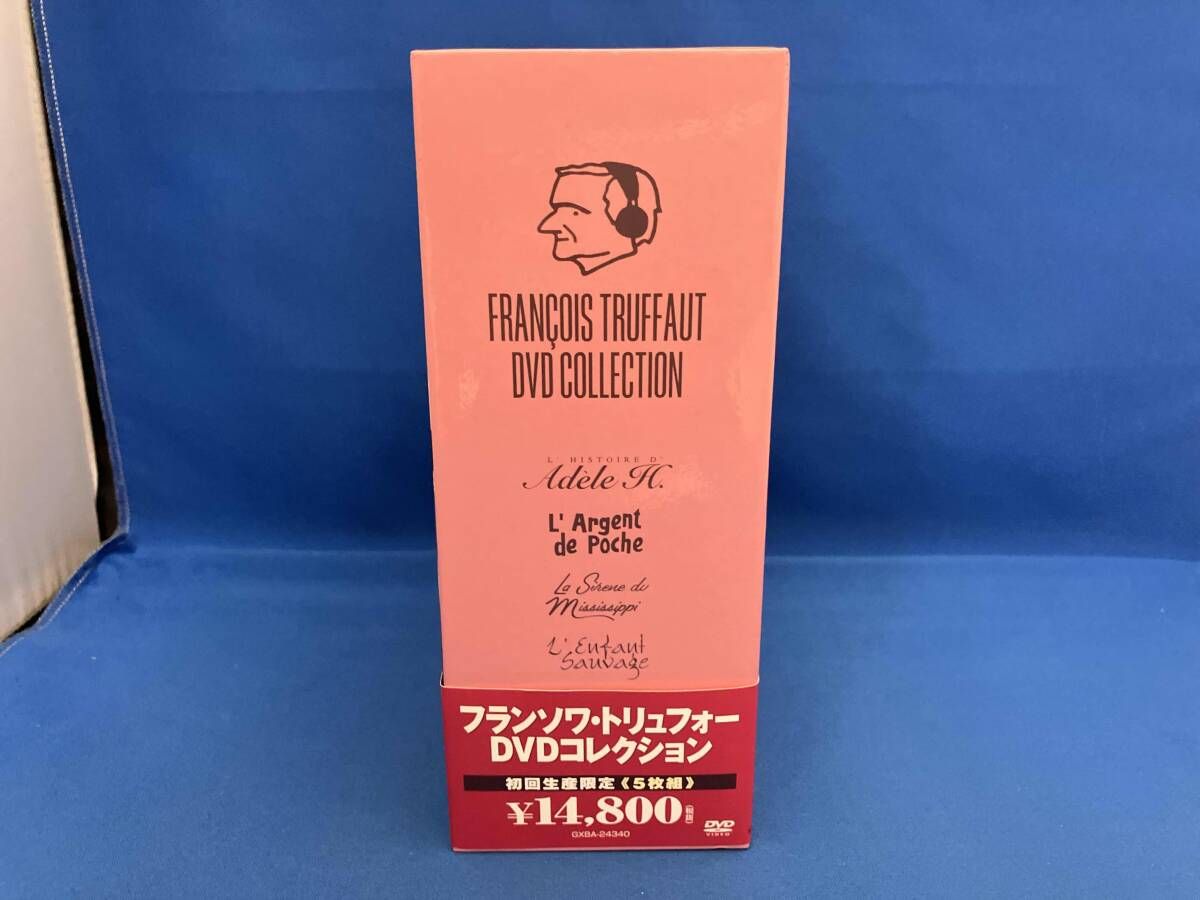 FRANÇOIS TRUFFAUT
DVD COLLECTION
L' HISTOIRE D'
Adèle H.
L' Argent
de Poche
La Sirene du
Mississippi
L'Enfant
Sauvage
フランソワ・トリュフォー
DVDコレクション
初回生産限定《5枚組》
¥14,800(税抜)
GXBA-24340
DVD
VIDEO